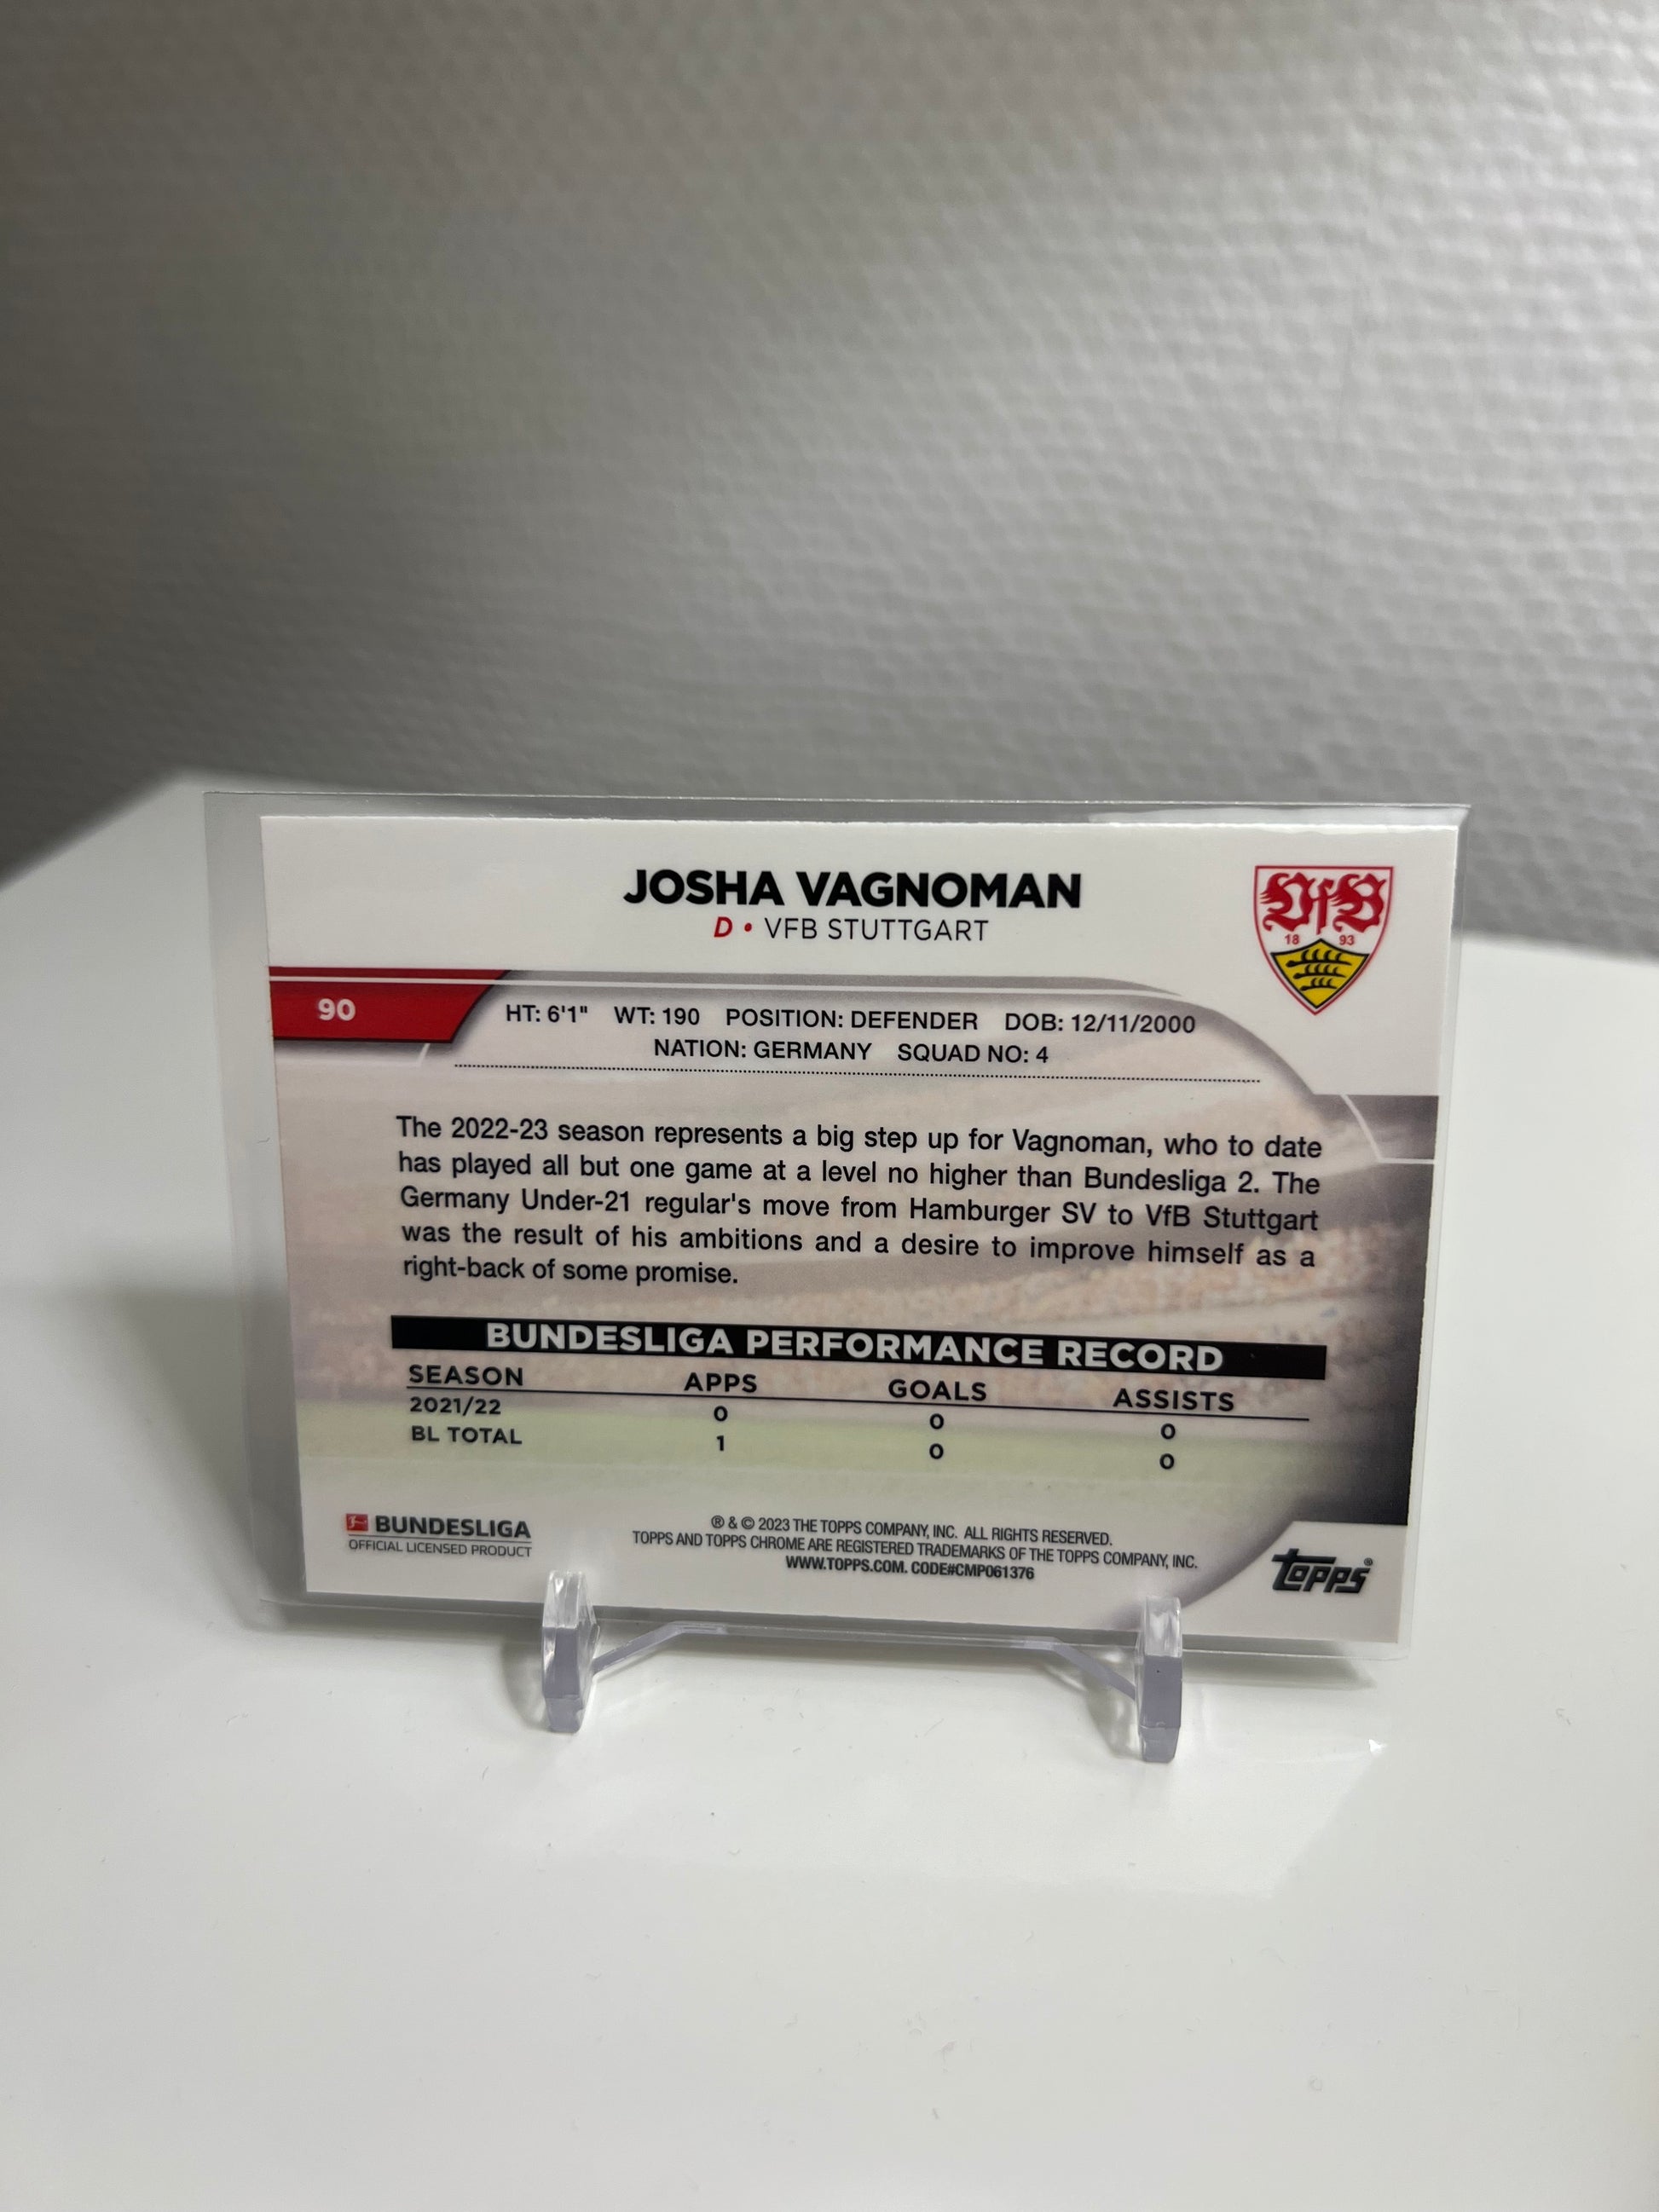 JOSHA VAGNOMAN
D • VFB STUTTGART
VfB
18 93
90
HT: 6'1" WT: 190 POSITION: DEFENDER DOB: 12/11/2000
NATION: GERMANY SQUAD NO: 4
The 2022-23 season represents a big step up for Vagnoman, who to date
has played all but one game at a level no higher than Bundesliga 2. The
Germany Under-21 regular's move from Hamburger SV to VfB Stuttgart
was the result of his ambitions and a desire to improve himself as a
right-back of some promise.
BUNDESLIGA PERFORMANCE RECORD
SEASON APPS GOALS ASSISTS
2021/22 0 0 0
BL TOTAL 1 0 0
BUNDESLIGA
OFFICIAL LICENSED PRODUCT
® & © 2023 THE TOPPS COMPANY, INC. ALL RIGHTS RESERVED.
TOPPS AND TOPPS CHROME ARE REGISTERED TRADEMARKS OF THE TOPPS COMPANY, INC.
WWW.TOPPS.COM. CODE#CMP061376
topps®